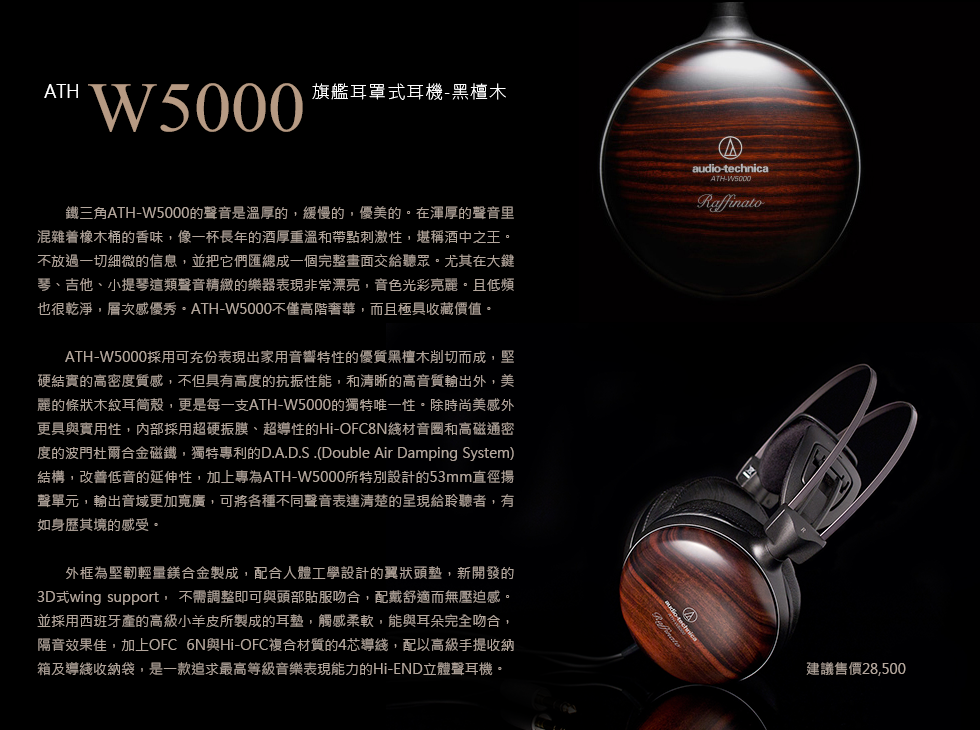 ATH W5000 旗艦耳罩式耳機-黑檀木
audio-technica
ATH-W5000
Raffinato
鐵三角ATH-W5000的聲音是溫厚的，緩慢的，優美的。在渾厚的聲音里
混雜着橡木桶的香味，像一杯長年的酒厚重溫和帶點刺激性，堪稱酒中之王。
不放過一切細微的信息，並把它們匯總成一個完整畫面交給聽眾。尤其在大鍵
琴、吉他、小提琴這類聲音精緻的樂器表現非常漂亮，音色光彩亮麗。且低頻
也很乾淨，層次感優秀。ATH-W5000不僅高階奢華，而且極具收藏價值。
ATH-W5000採用可充份表現出家用音響特性的優質黑檀木削切而成，堅
硬結實的高密度質感，不但具有高度的抗振性能，和清晰的高音質輸出外，美
麗的條狀木紋耳筒殼，更是每一支ATH-W5000的獨特唯一性。除時尚美感外
更具與實用性，內部採用超硬振膜、超導性的Hi-OFC8N綫材音圈和高磁通密
度的波門杜爾合金磁鐵，獨特專利的D.A.D.S .(Double Air Damping System)
結構，改善低音的延伸性，加上專為ATH-W5000所特別設計的53mm直徑揚
聲單元，輸出音域更加寬廣，可將各種不同聲音表達清楚的呈現給聆聽者，有
如身歷其境的感受。
外框為堅韌輕量鎂合金製成，配合人體工學設計的翼狀頭墊，新開發的
3D式wing support， 不需調整即可與頭部貼服吻合，配戴舒適而無壓迫感。
並採用西班牙產的高級小羊皮所製成的耳墊，觸感柔軟，能與耳朵完全吻合，
隔音效果佳，加上OFC 6N與Hi-OFC複合材質的4芯導綫，配以高級手提收納
箱及導綫收納袋，是一款追求最高等級音樂表現能力的Hi-END立體聲耳機。
audio-technica
Raffinato
建議售價28,500